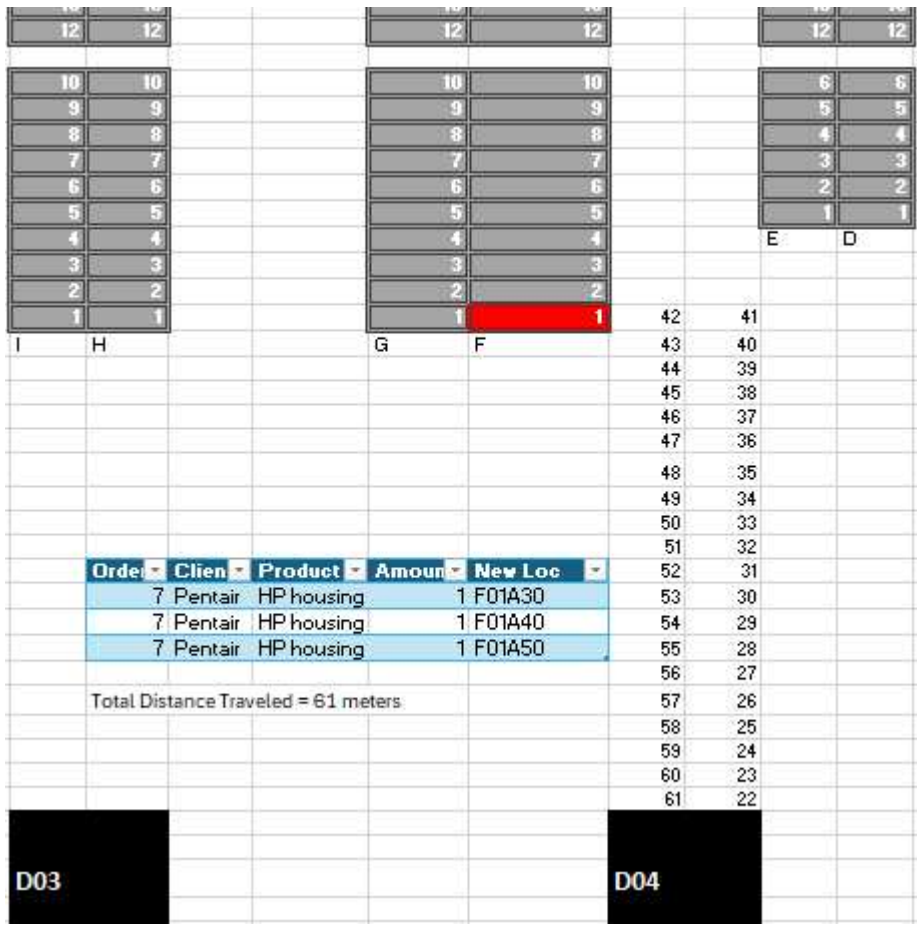 12 12 12 12 12 12
10 10 10 10 6 6
9 9 9 9 5 5
8 8 8 8 4 4
7 7 7 7 3 3
6 6 6 6 2 2
5 5 5 5 1 1
4 4 4 4 E D
3 3 3 3
2 2 2 2
1 1 1 1 42 41
I H G F 43 40
44 39
45 38
46 37
47 36
48 35
49 34
50 33
51 32
Order Clien Product Amoun New Loc 52 31
7 Pentair HP housing 1 F01A30 53 30
7 Pentair HP housing 1 F01A40 54 29
7 Pentair HP housing 1 F01A50 55 28
56 27
Total Distance Traveled = 61 meters 57 26
58 25
59 24
60 23
61 22
D03 D04